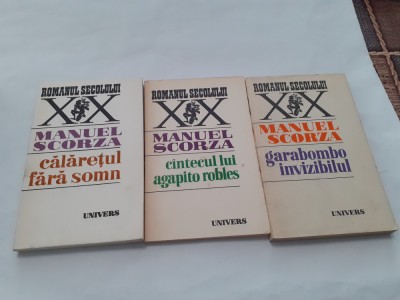 ROMANUL SECOLULUI
XX
MANUEL
SCORZA
călărețul
fără somn
UNIVERS
ROMANUL SECOLULUI
XX
MANUEL
SCORZA
cîntecul lui
agapito robles
UNIVERS
ROMANUL SECOLULUI
XX
MANUEL
SCORZA
garabombo
invizibilul
UNIVERS